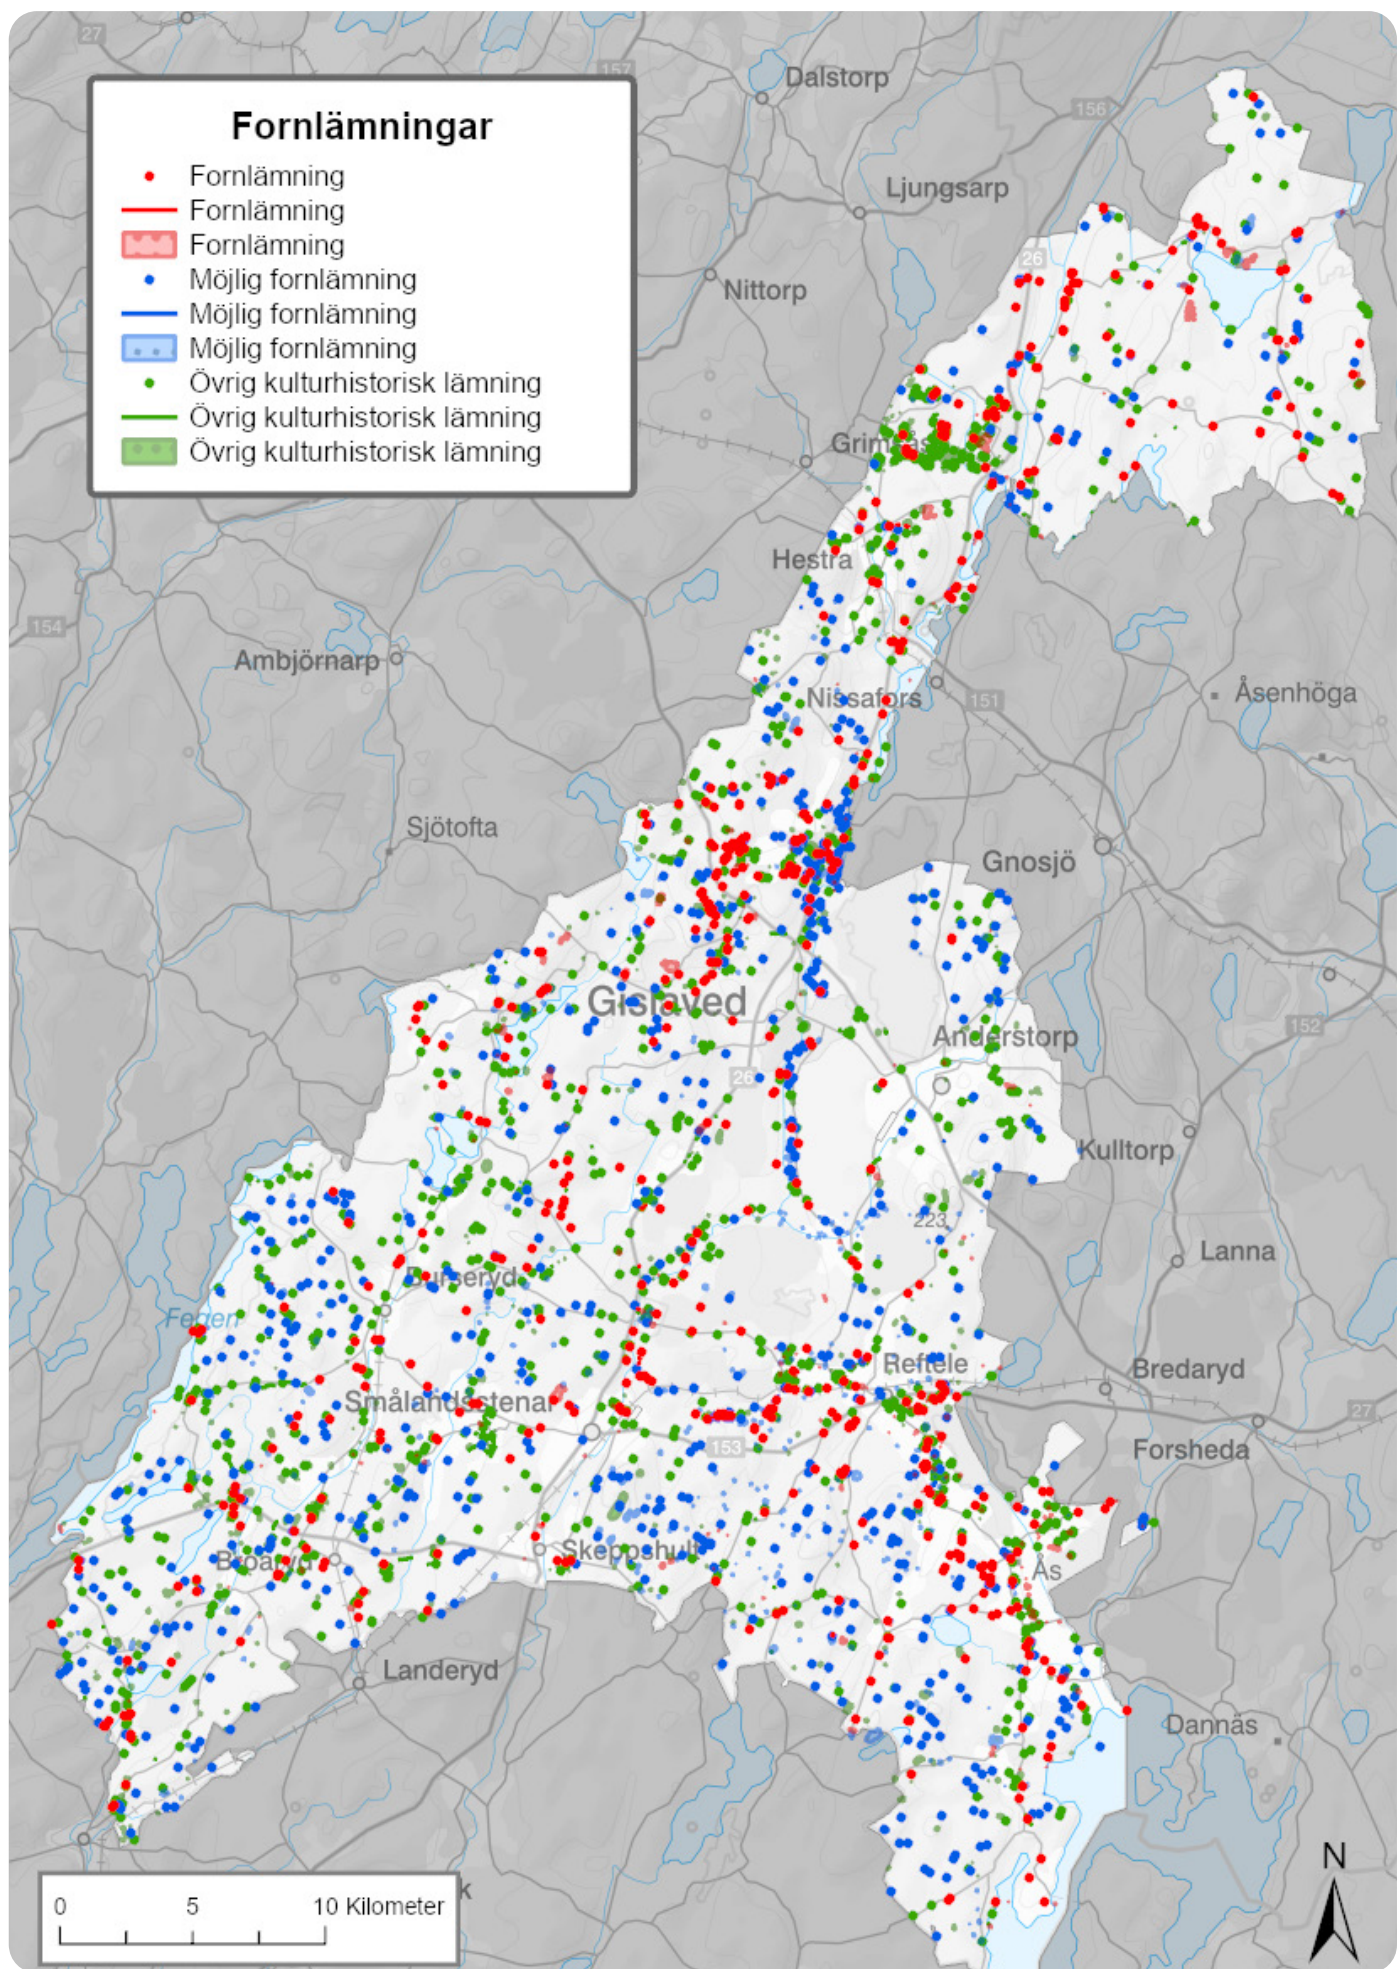 27
157
Dalstorp
156
Fornlämningar
Fornlämning
Fornlämning
Fornlämning
Möjlig fornlämning
Möjlig fornlämning
Möjlig fornlämning
Övrig kulturhistorisk lämning
Övrig kulturhistorisk lämning
Övrig kulturhistorisk lämning
Ljungsarp
26
Nittorp
Grimsås
Hestra
154
Ambjörnarp
Nissafors
151
Åsenhöga
Sjötofta
Gnosjö
Gislaved
152
Anderstorp
26
Kulltorp
223
Lanna
Burseryd
Fegen
Reftele
Bredaryd
Smålandsstenar
27
153
Forsheda
Skeppshult
Broaryd
Ås
Landeryd
Dannäs
k
N
0 5 10 Kilometer